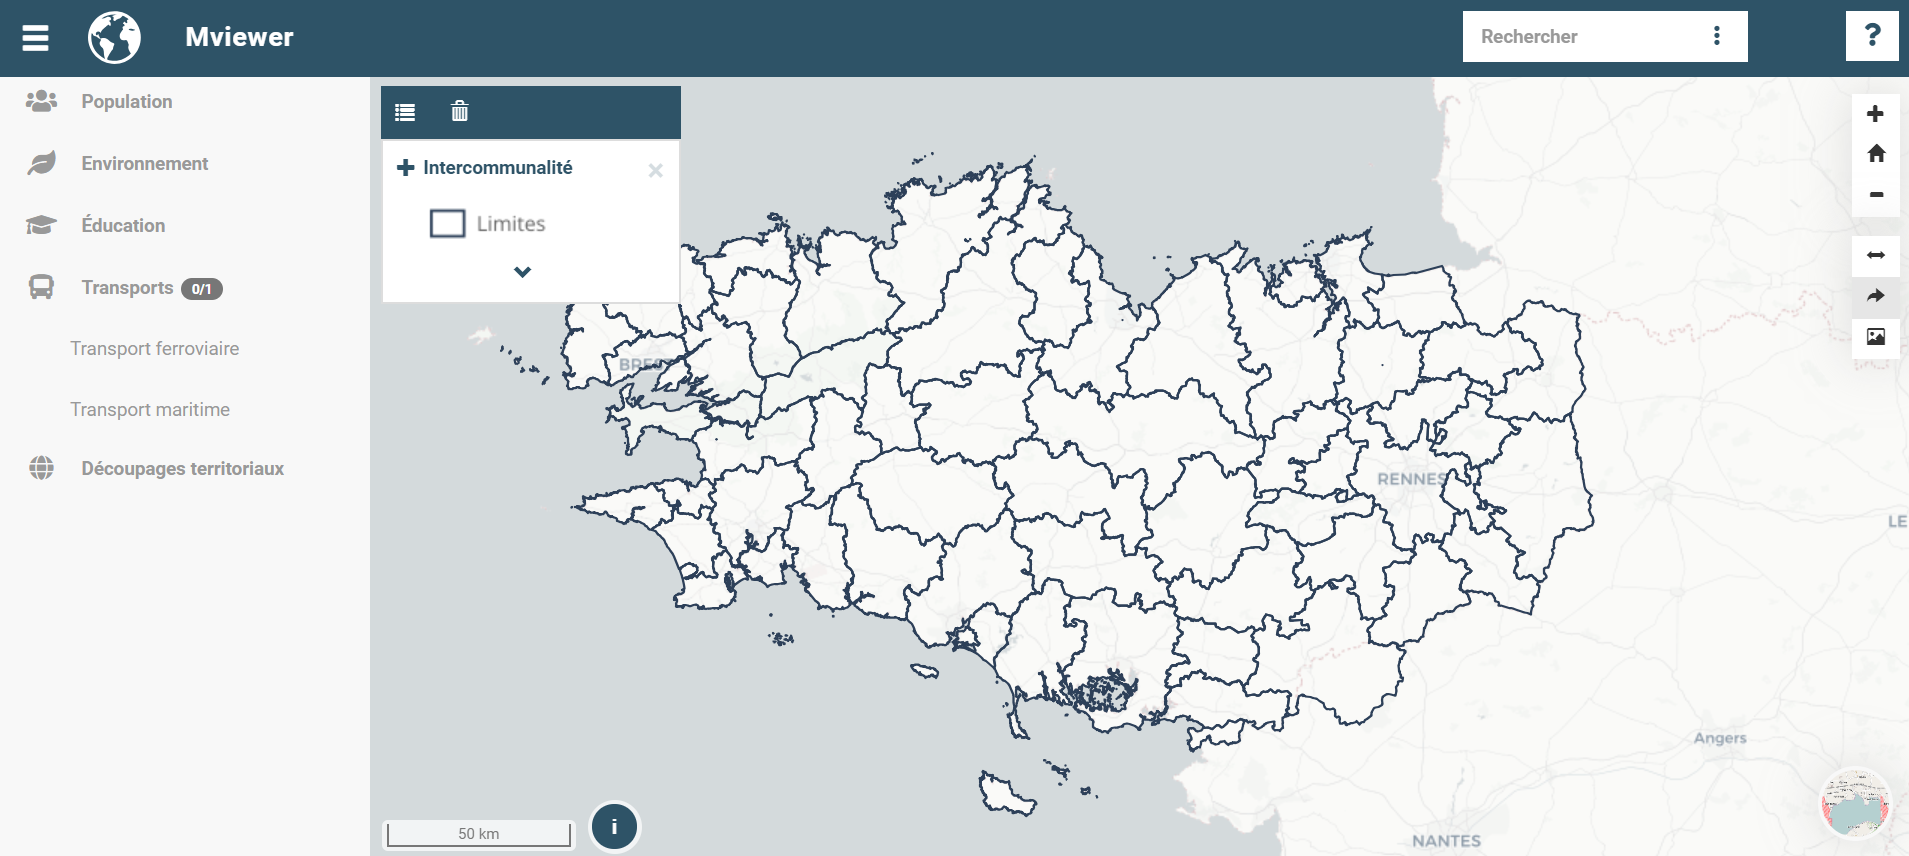 Mviewer
Rechercher
?
Population
Environnement
Éducation
Transports 0/1
Transport ferroviaire
Transport maritime
Découpages territoriaux
Intercommunalité
Limites
BREST
RENNES
LE
Angers
NANTES
50 km
i